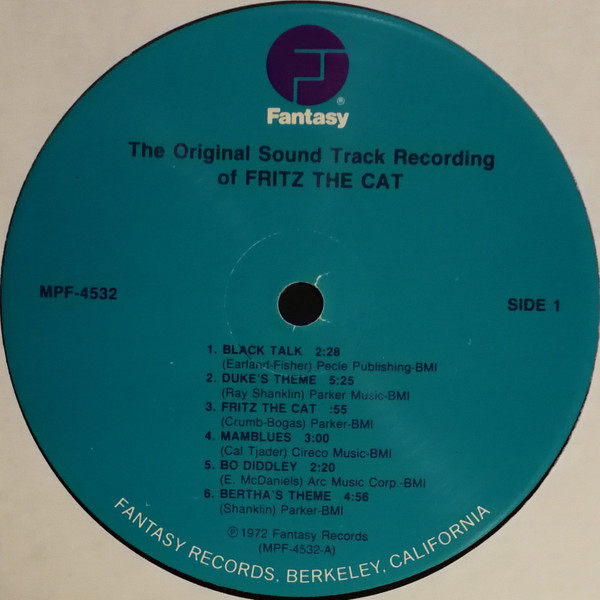 Fantasy®
The Original Sound Track Recording
of FRITZ THE CAT
MPF-4532
SIDE 1
1. BLACK TALK 2:28
(Earland-Fisher) Pecle Publishing-BMI
2. DUKE'S THEME 5:25
(Ray Shanklin) Parker Music-BMI
3. FRITZ THE CAT :55
(Crumb-Bogas) Parker-BMI
4. MAMBLUES 3:00
(Cal Tjader) Cireco Music-BMI
5. BO DIDDLEY 2:20
(E. McDaniels) Arc Music Corp.-BMI
6. BERTHA'S THEME 4:56
(Shanklin) Parker-BMI
℗1972 Fantasy Records
(MPF-4532-A)
FANTASY RECORDS, BERKELEY, CALIFORNIA